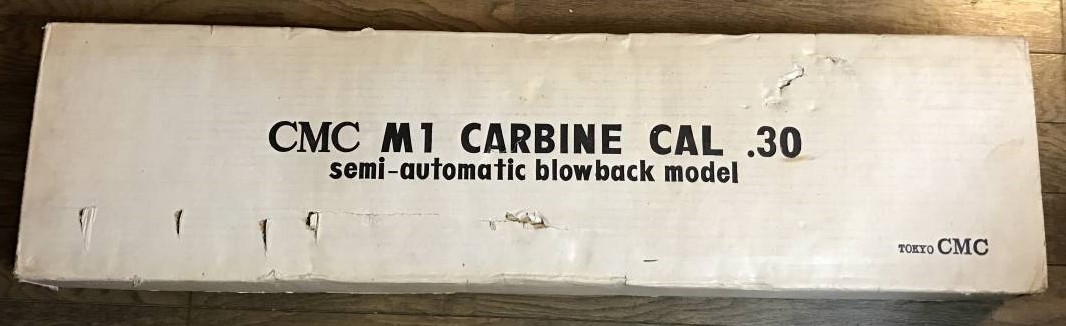 CMC M1 CARBINE CAL .30
semi-automatic blowback model
TOKYO CMC